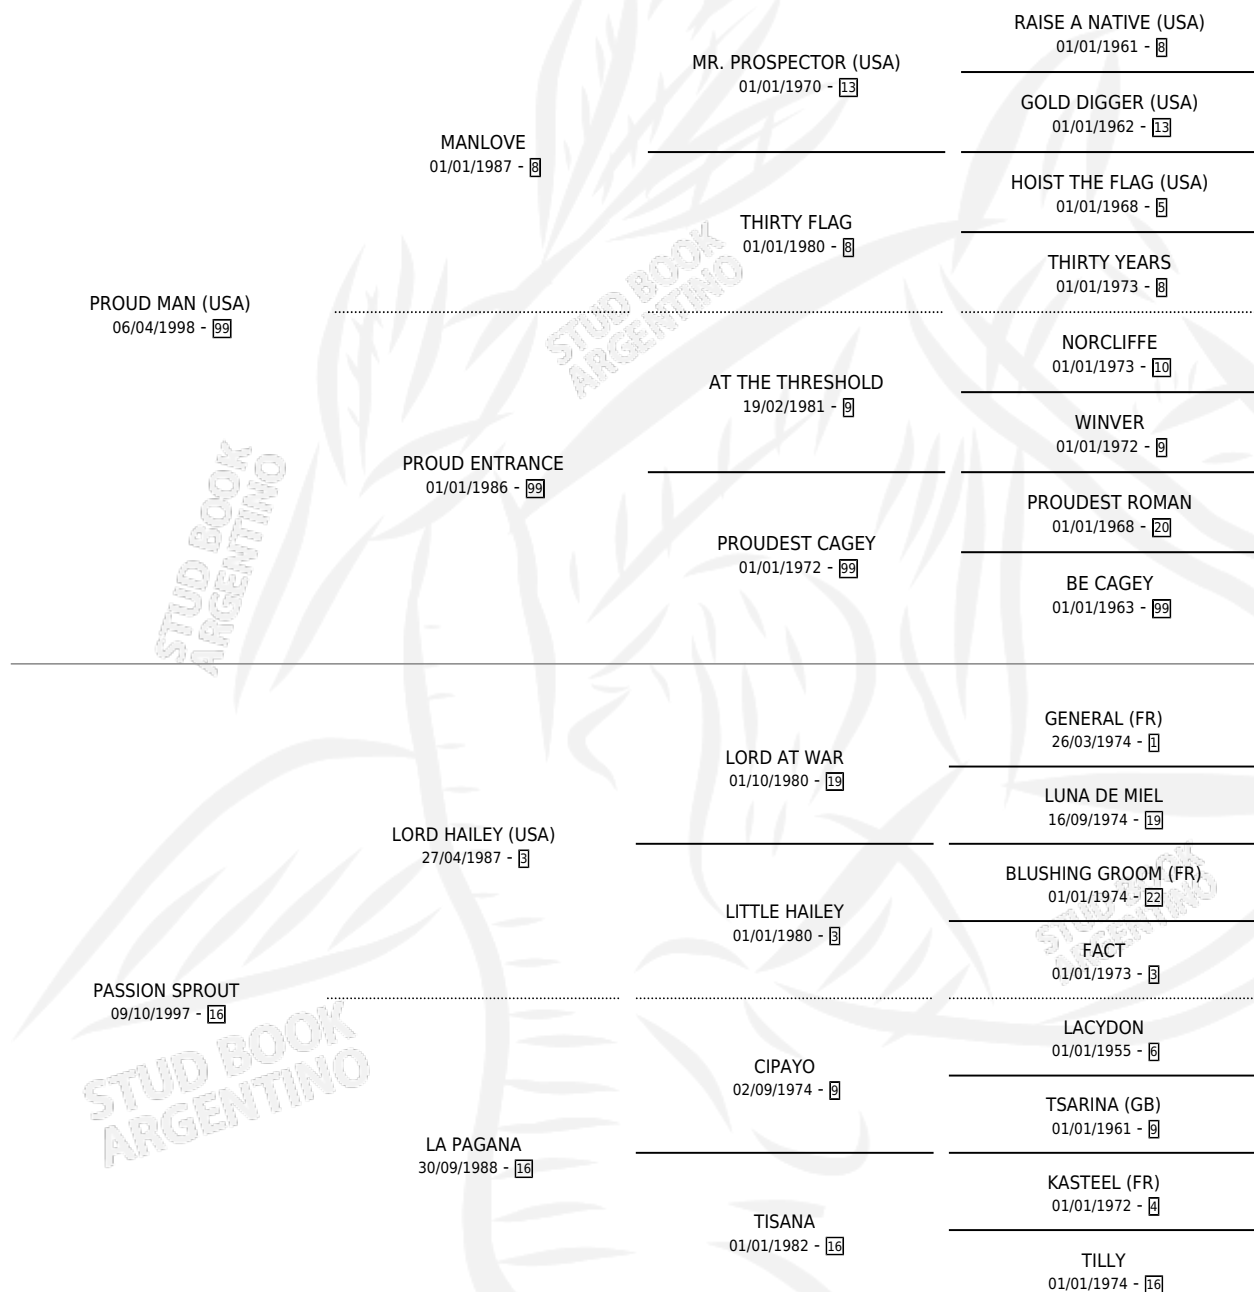 RAISE A NATIVE (USA)
01/01/1961 - 8
MR. PROSPECTOR (USA)
01/01/1970 - 13
GOLD DIGGER (USA)
01/01/1962 - 13
MANLOVE
01/01/1987 - 8
HOIST THE FLAG (USA)
01/01/1968 - 5
THIRTY FLAG
01/01/1980 - 8
THIRTY YEARS
01/01/1973 - 8
PROUD MAN (USA)
06/04/1998 - 99
NORCLIFFE
01/01/1973 - 10
AT THE THRESHOLD
19/02/1981 - 9
WINVER
01/01/1972 - 9
PROUD ENTRANCE
01/01/1986 - 99
PROUDEST ROMAN
01/01/1968 - 20
PROUDEST CAGEY
01/01/1972 - 99
BE CAGEY
01/01/1963 - 99
GENERAL (FR)
26/03/1974 - 1
LORD AT WAR
01/10/1980 - 19
LUNA DE MIEL
16/09/1974 - 19
LORD HAILEY (USA)
27/04/1987 - 3
BLUSHING GROOM (FR)
01/01/1974 - 22
LITTLE HAILEY
01/01/1980 - 3
FACT
01/01/1973 - 3
PASSION SPROUT
09/10/1997 - 16
LACYDON
01/01/1955 - 6
CIPAYO
02/09/1974 - 9
TSARINA (GB)
01/01/1961 - 9
LA PAGANA
30/09/1988 - 16
KASTEEL (FR)
01/01/1972 - 4
TISANA
01/01/1982 - 16
TILLY
01/01/1974 - 16
STUD BOOK
ARGENTINO
STUD BOOK
ARGENTINO
STUD BOOK
ARGENTINO
STUD BOOK
ARGENTINO